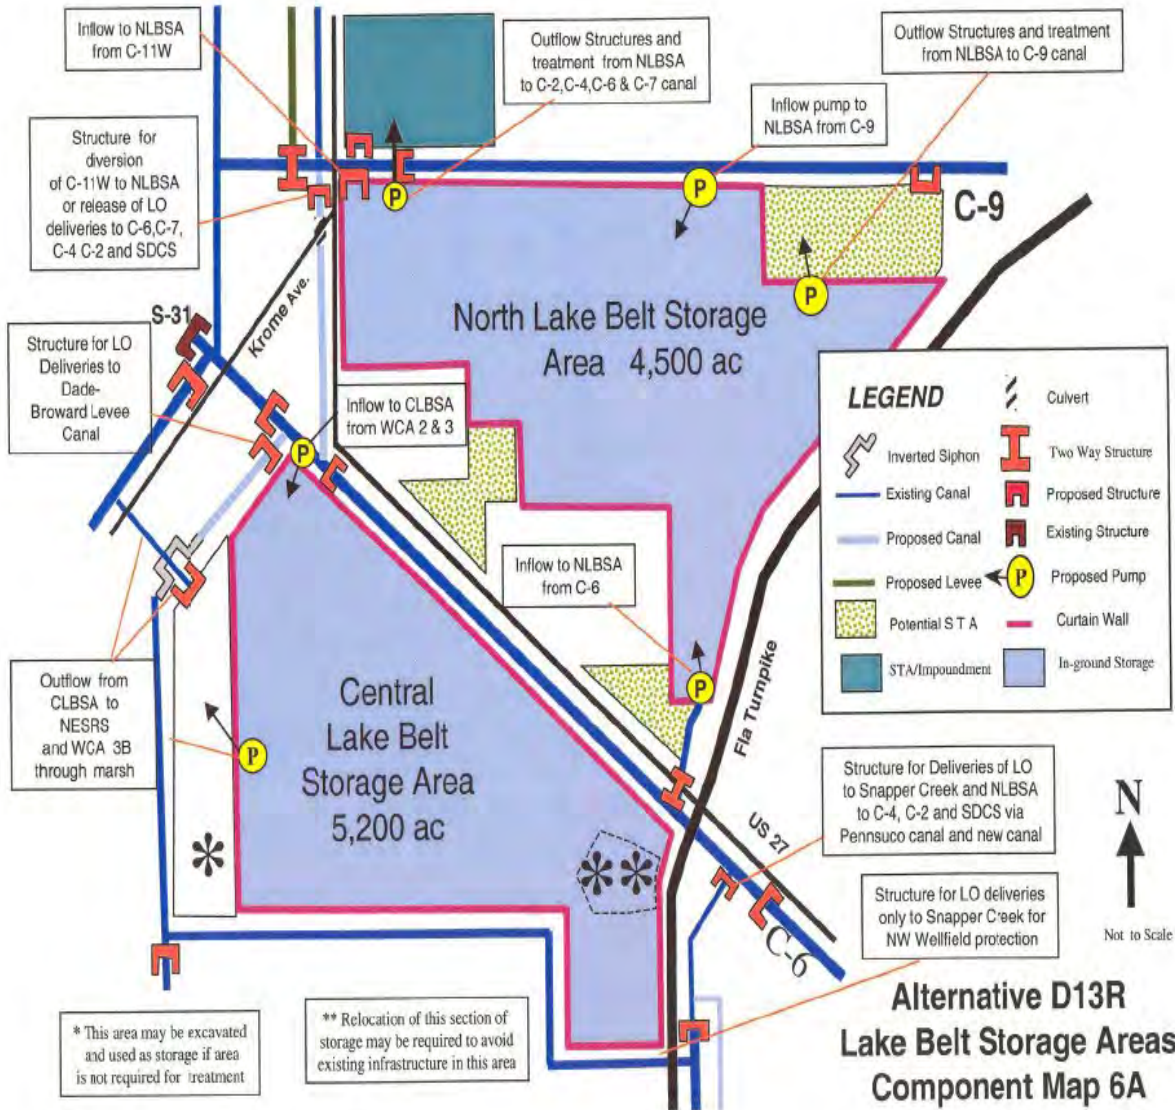 Inflow to NLBSA
from C-11W
Outflow Structures and
treatment from NLBSA
to C-2,C-4,C-6 & C-7 canal
Outflow Structures and treatment
from NLBSA to C-9 canal
Inflow pump to
NLBSA from C-9
Structure for
diversion
of C-11W to NLBSA
or release of LO
deliveries to C-6,C-7,
C-4 C-2 and SDCS
P
P
C-9
P
Krome Ave.
North Lake Belt Storage
Area 4,500 ac
S-31
Structure for LO
Deliveries to
Dade-
Broward Levee
Canal
Inflow to CLBSA
from WCA 2 & 3
P
LEGEND
Culvert
Inverted Siphon
Two Way Structure
Existing Canal
Proposed Structure
Proposed Canal
Existing Structure
Proposed Levee
P
Proposed Pump
Potential S T A
Curtain Wall
STA/Impoundment
In-ground Storage
Inflow to NLBSA
from C-6
P
Fla Turnpike
Outflow from
CLBSA to
NESRS
and WCA 3B
through marsh
P
Central
Lake Belt
Storage Area
5,200 ac
*
**
Structure for Deliveries of LO
to Snapper Creek and NLBSA
to C-4, C-2 and SDCS via
Pennsuco canal and new canal
US 27
N
Not to Scale
Structure for LO deliveries
only to Snapper Creek for
NW Wellfield protection
C-6
* This area may be excavated
and used as storage if area
is not required for treatment
** Relocation of this section of
storage may be required to avoid
existing infrastructure in this area
Alternative D13R
Lake Belt Storage Areas
Component Map 6A